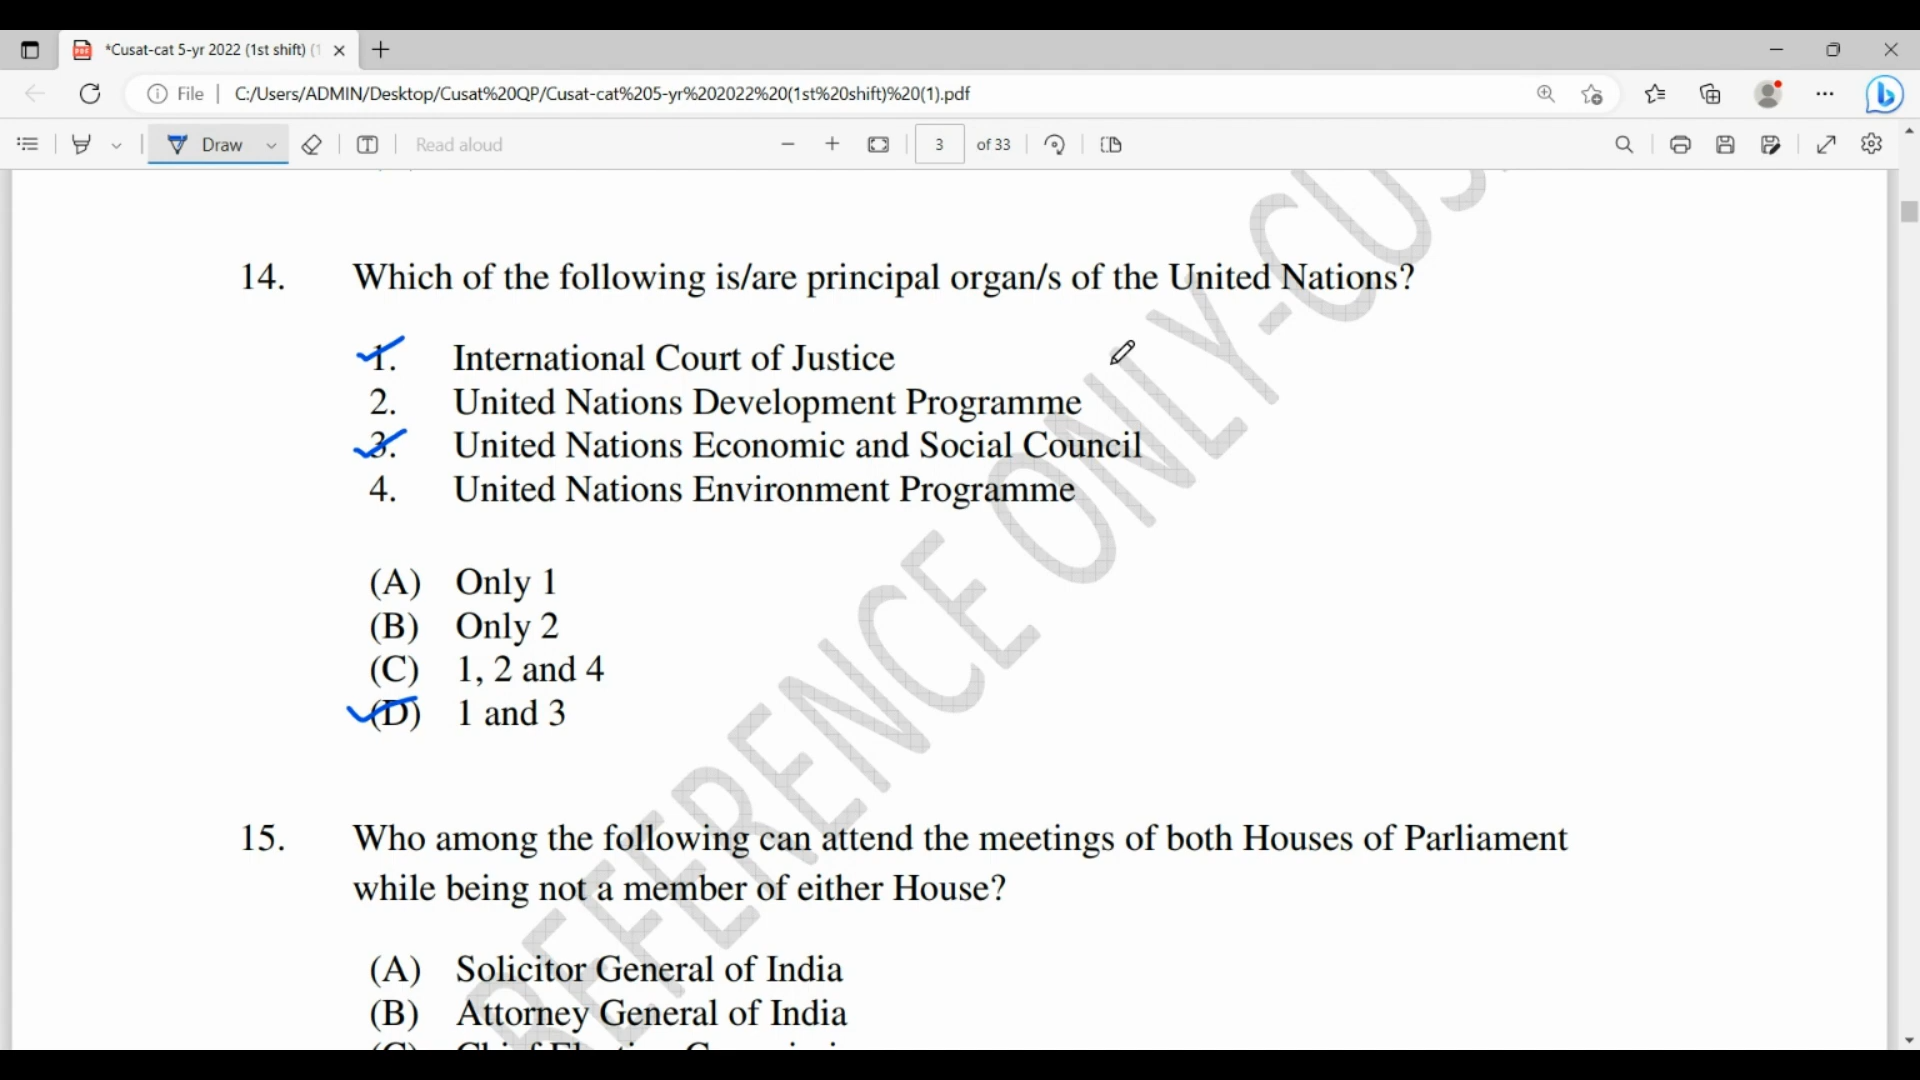 *Cusat-cat 5-yr 2022 (1st shift) (1
File | C:/Users/ADMIN/Desktop/Cusat%20QP/Cusat-cat%205-yr%202022%20(1st%20shift)%20(1).pdf
Draw Read aloud 3 of 33
14. Which of the following is/are principal organ/s of the United Nations?
1. International Court of Justice
2. United Nations Development Programme
3. United Nations Economic and Social Council
4. United Nations Environment Programme
(A) Only 1
(B) Only 2
(C) 1, 2 and 4
(D) 1 and 3
15. Who among the following can attend the meetings of both Houses of Parliament
while being not a member of either House?
(A) Solicitor General of India
(B) Attorney General of India
REFERENCE ONLY-CUS